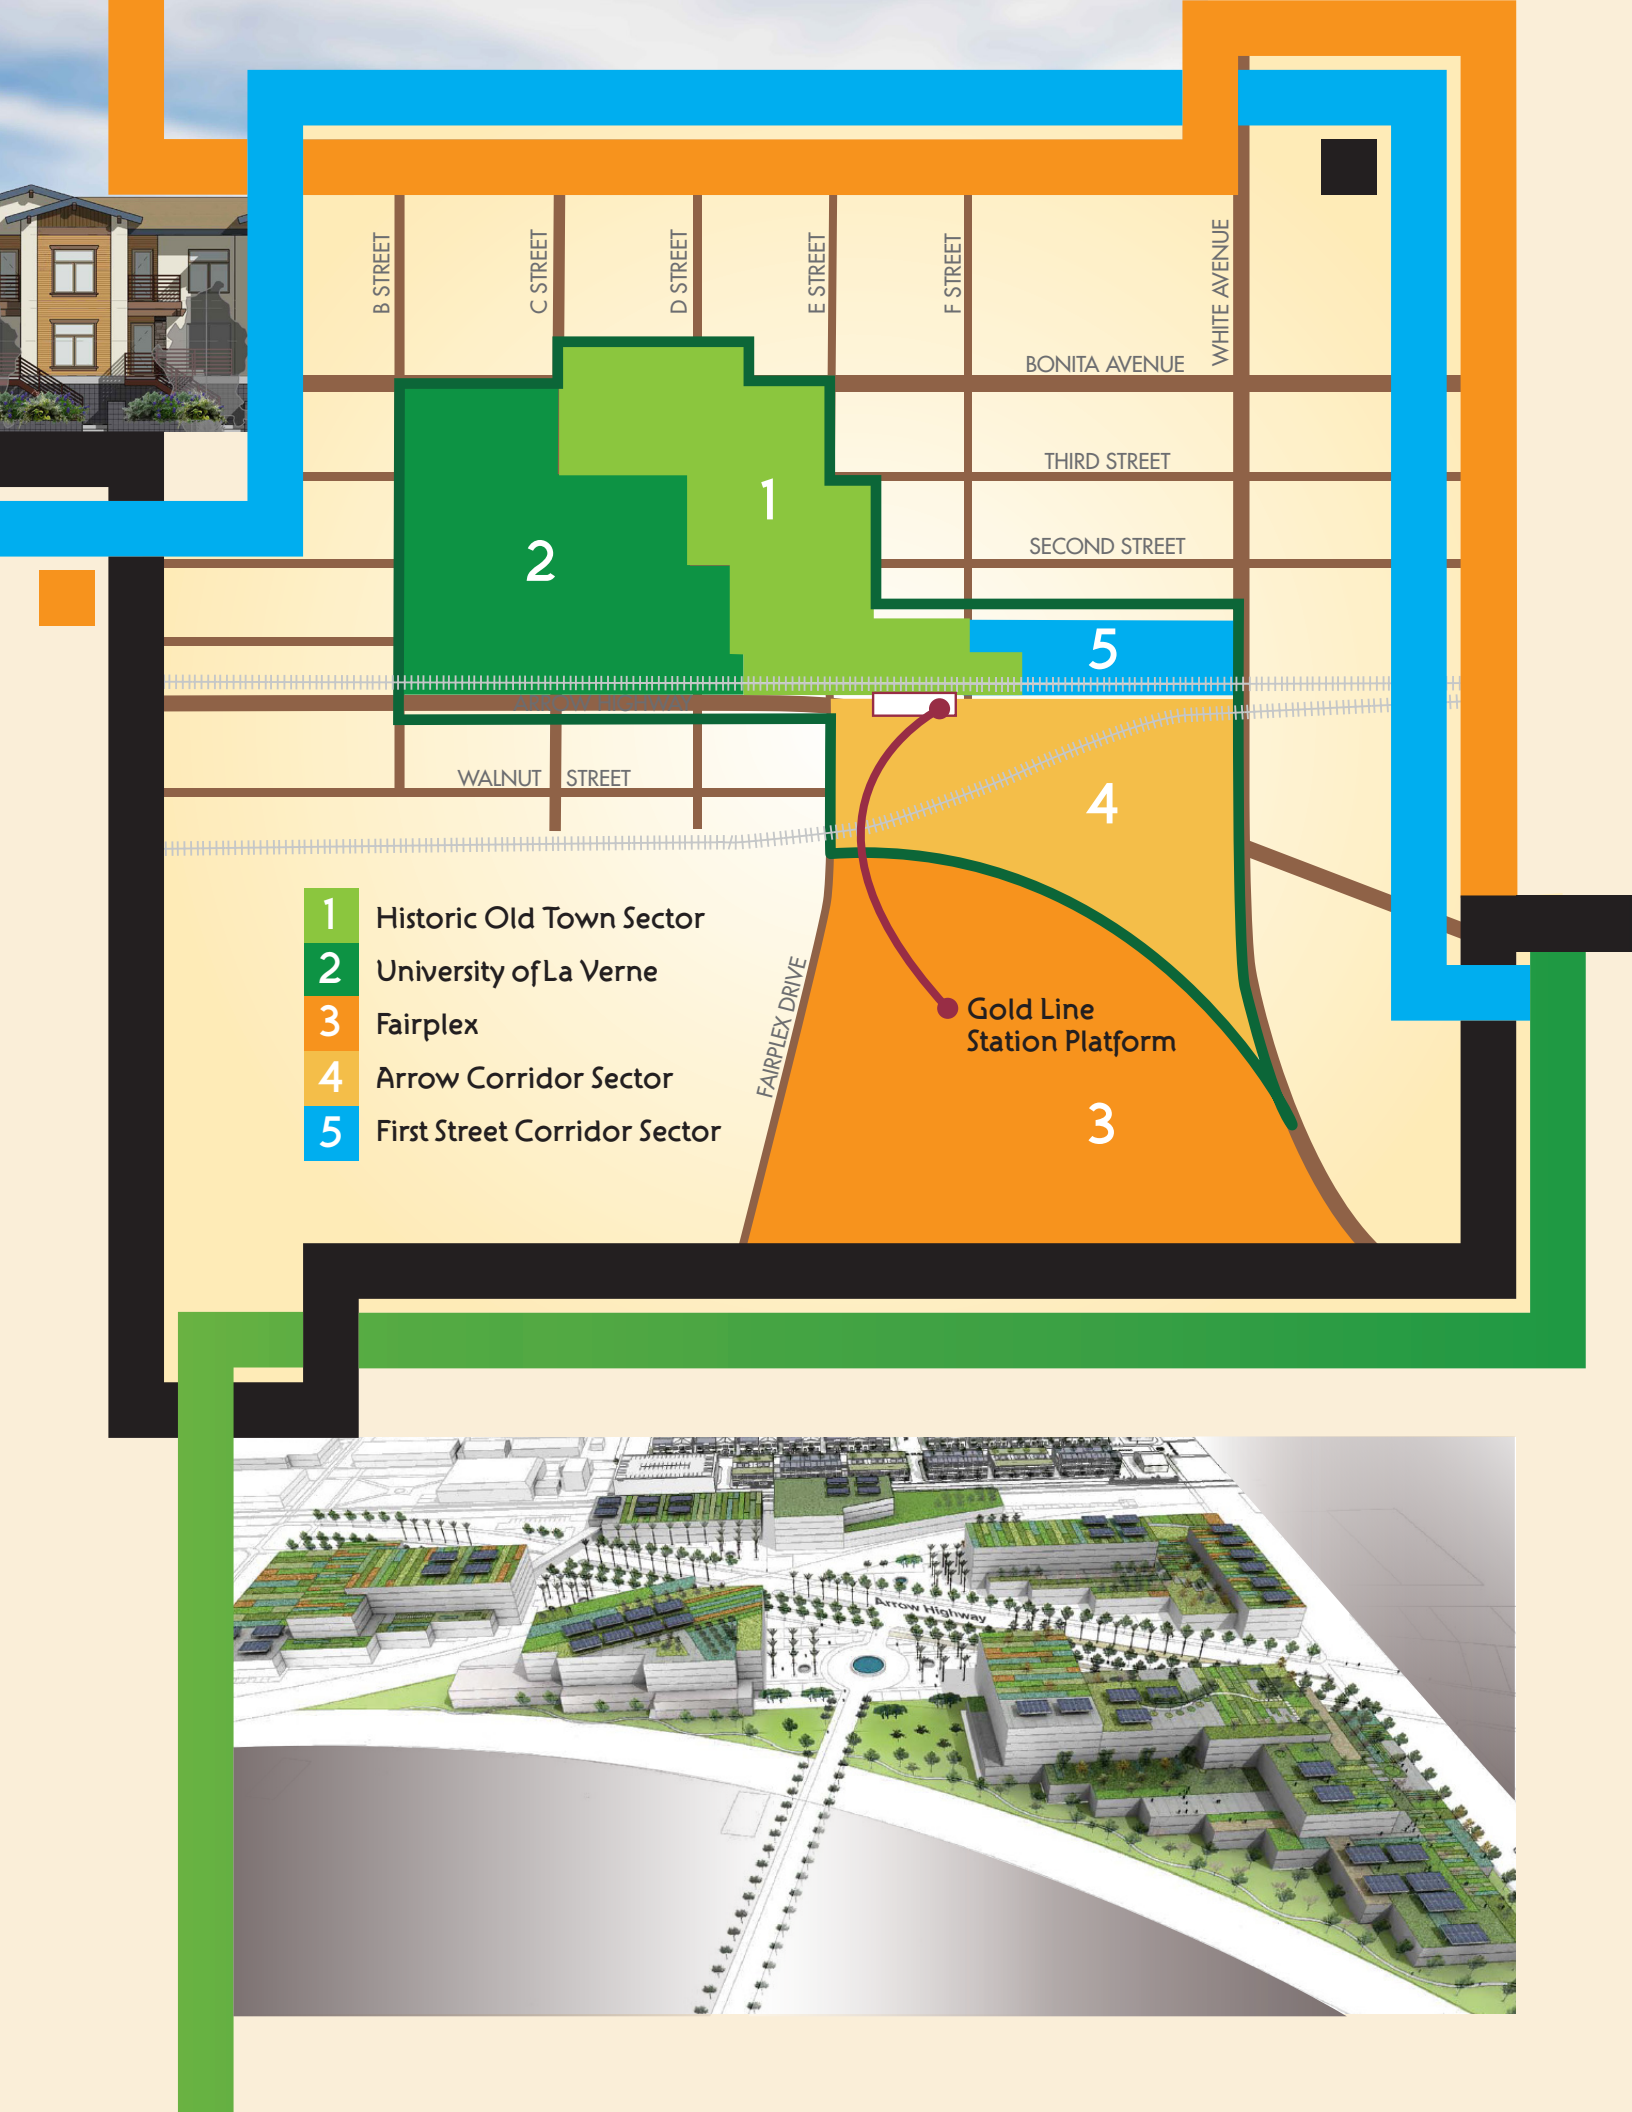 B STREET
C STREET
D STREET
E STREET
F STREET
WHITE AVENUE
BONITA AVENUE
THIRD STREET
1
SECOND STREET
2
5
WALNUT STREET
4
1 Historic Old Town Sector
2 University of La Verne
3 Fairplex
4 Arrow Corridor Sector
5 First Street Corridor Sector
FAIRPLEX DRIVE
Gold Line
Station Platform
3
Arrow Highway